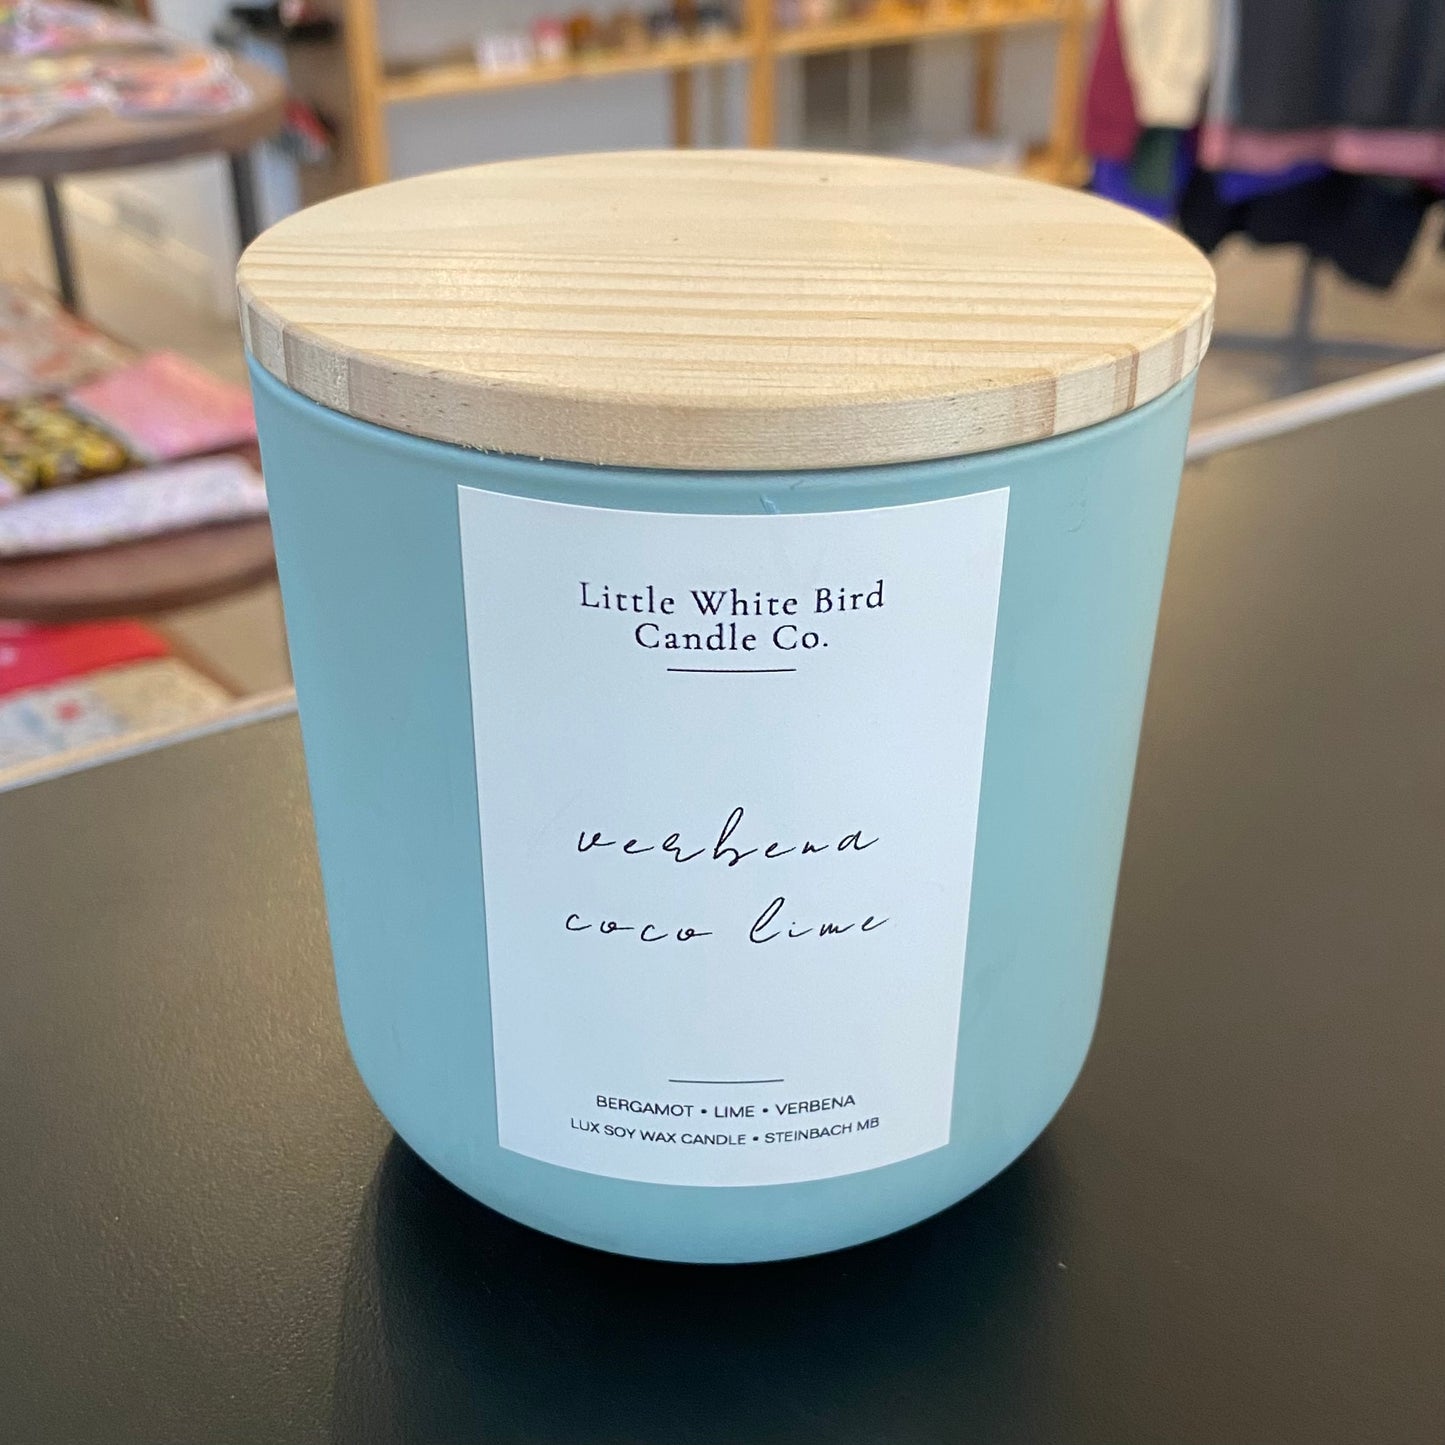 Little White Bird
Candle Co.
verbena
coco lime
BERGAMOT • LIME • VERBENA
LUX SOY WAX CANDLE • STEINBACH MB